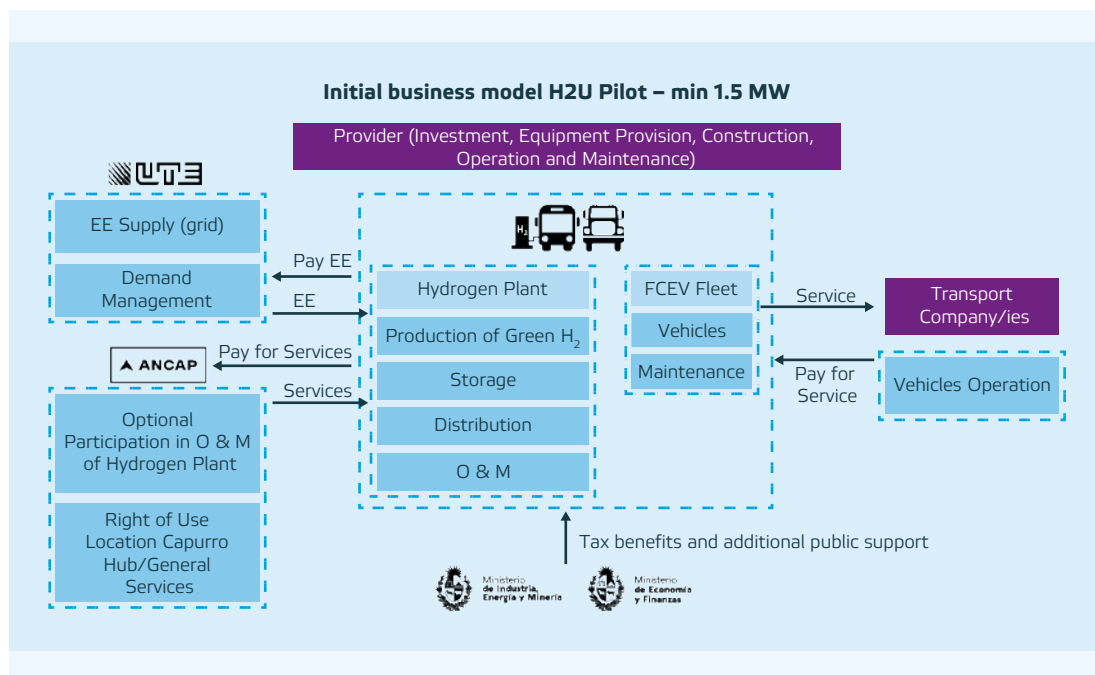 Initial business model H2U Pilot – min 1.5 MW
Provider (Investment, Equipment Provision, Construction,
Operation and Maintenance)
UTE
EE Supply (grid)
Demand
Management
Pay EE
EE
ANCAP
Pay for Services
Services
Optional
Participation in O & M
of Hydrogen Plant
Right of Use
Location Capurro
Hub/General
Services
H2
Hydrogen Plant
Production of Green H2
Storage
Distribution
O & M
FCEV Fleet
Vehicles
Maintenance
Service
Pay for
Service
Transport
Company/ies
Vehicles Operation
Tax benefits and additional public support
Ministerio
de Industria,
Energía y Minería
Ministerio
de Economía
y Finanzas